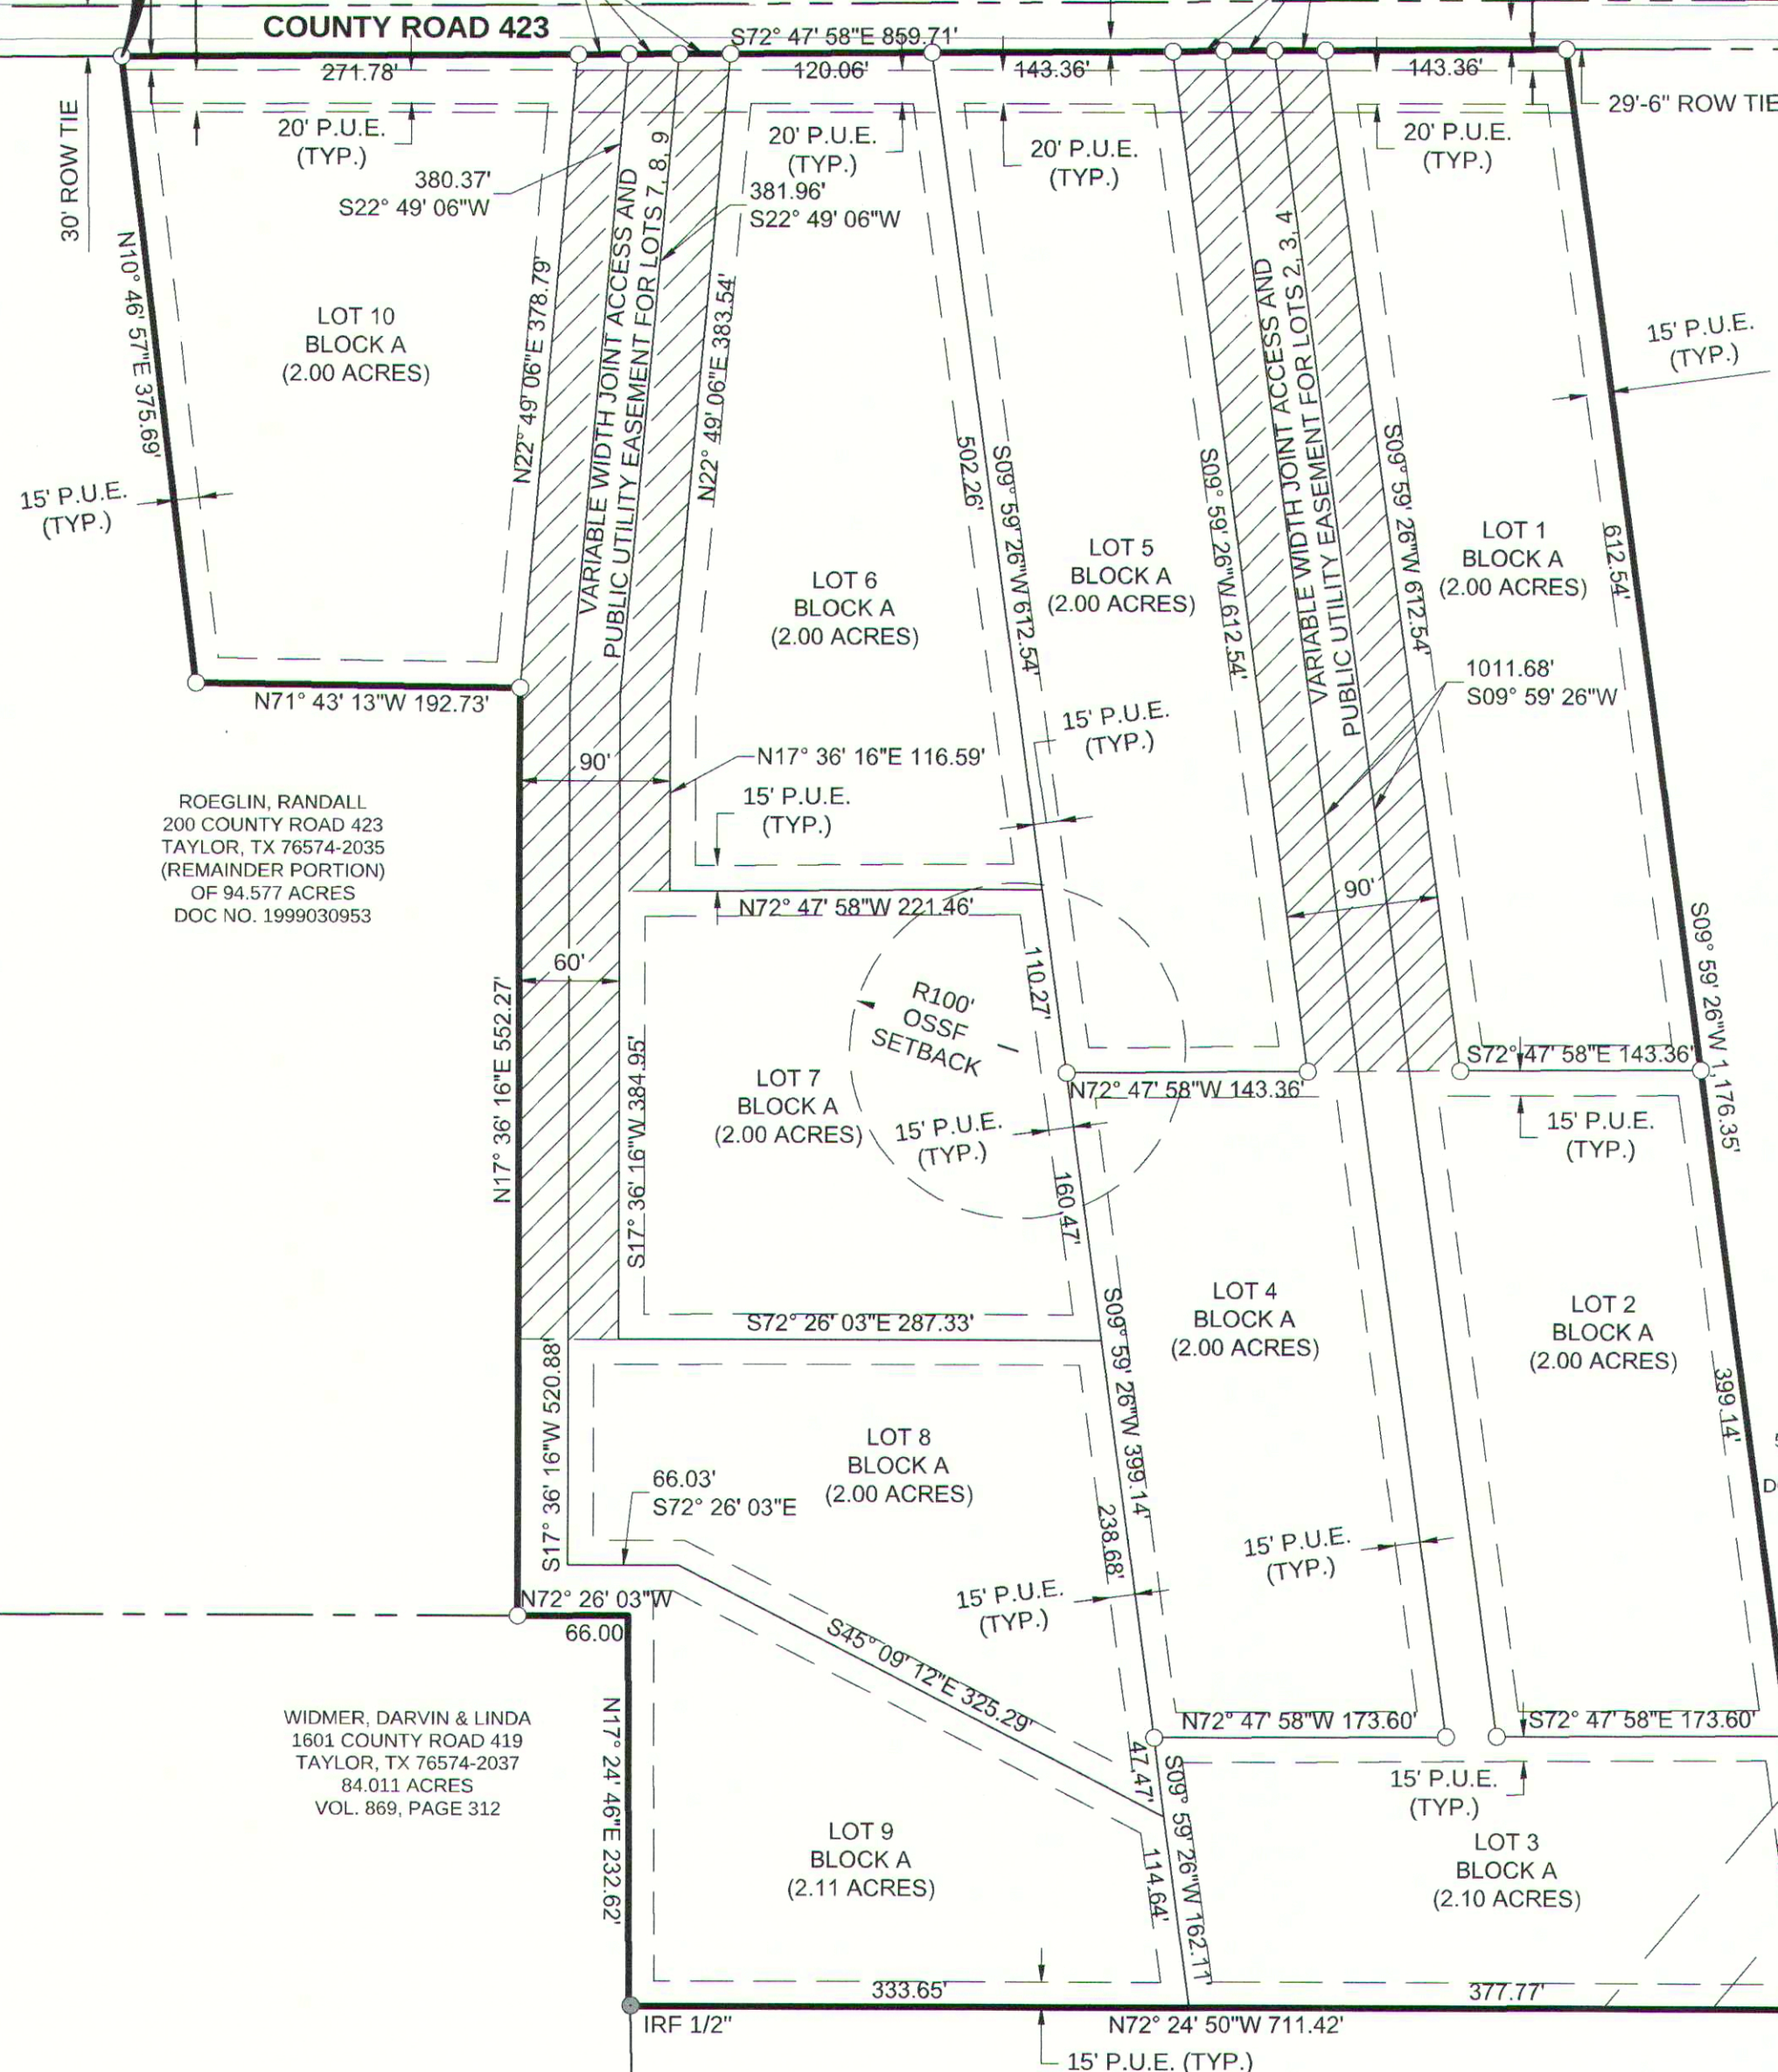 COUNTY ROAD 423
S72° 47' 58"E 859.71'
271.78'
120.06'
143.36'
143.36'
29'-6" ROW TIE
30' ROW TIE
20' P.U.E.
(TYP.)
20' P.U.E.
(TYP.)
20' P.U.E.
(TYP.)
20' P.U.E.
(TYP.)
380.37'
S22° 49' 06"W
381.96'
S22° 49' 06"W
N10° 46' 57"E 375.69'
LOT 10
BLOCK A
(2.00 ACRES)
N22° 49' 06"E 378.79'
VARIABLE WIDTH JOINT ACCESS AND
PUBLIC UTILITY EASEMENT FOR LOTS 7, 8, 9
N22° 49' 06"E 383.54'
15' P.U.E.
(TYP.)
LOT 6
BLOCK A
(2.00 ACRES)
502.26'
S09° 59' 26"W 612.54'
LOT 5
BLOCK A
(2.00 ACRES)
S09° 59' 26"W 612.54'
VARIABLE WIDTH JOINT ACCESS AND
PUBLIC UTILITY EASEMENT FOR LOTS 2, 3, 4
S09° 59' 26"W 612.54'
LOT 1
BLOCK A
(2.00 ACRES)
612.54'
15' P.U.E.
(TYP.)
1011.68'
S09° 59' 26"W
N71° 43' 13"W 192.73'
15' P.U.E.
(TYP.)
90'
N17° 36' 16"E 116.59'
15' P.U.E.
(TYP.)
ROEGLIN, RANDALL
200 COUNTY ROAD 423
TAYLOR, TX 76574-2035
(REMAINDER PORTION)
OF 94.577 ACRES
DOC NO. 1999030953
N72° 47' 58"W 221.46'
90'
60'
110.27'
R100'
OSSF
SETBACK
N17° 36' 16"E 552.27'
S17° 36' 16"W 384.95'
LOT 7
BLOCK A
(2.00 ACRES)
15' P.U.E.
(TYP.)
N72° 47' 58"W 143.36'
S72° 47' 58"E 143.36'
S09° 59' 26"W 1,176.35'
15' P.U.E.
(TYP.)
160.47'
S72° 26' 03"E 287.33'
S09° 59' 26"W 399.14'
LOT 4
BLOCK A
(2.00 ACRES)
LOT 2
BLOCK A
(2.00 ACRES)
399.14'
S17° 36' 16"W 520.88'
LOT 8
BLOCK A
(2.00 ACRES)
66.03'
S72° 26' 03"E
238.68'
15' P.U.E.
(TYP.)
15' P.U.E.
(TYP.)
N72° 26' 03"W
66.00
S45° 09' 12"E 325.29'
N72° 47' 58"W 173.60'
S72° 47' 58"E 173.60'
WIDMER, DARVIN & LINDA
1601 COUNTY ROAD 419
TAYLOR, TX 76574-2037
84.011 ACRES
VOL. 869, PAGE 312
N17° 24' 46"E 232.62'
47.47'
S09° 59' 26"W 162.11'
15' P.U.E.
(TYP.)
LOT 9
BLOCK A
(2.11 ACRES)
114.64'
LOT 3
BLOCK A
(2.10 ACRES)
333.65'
377.77'
IRF 1/2"
N72° 24' 50"W 711.42'
15' P.U.E. (TYP.)